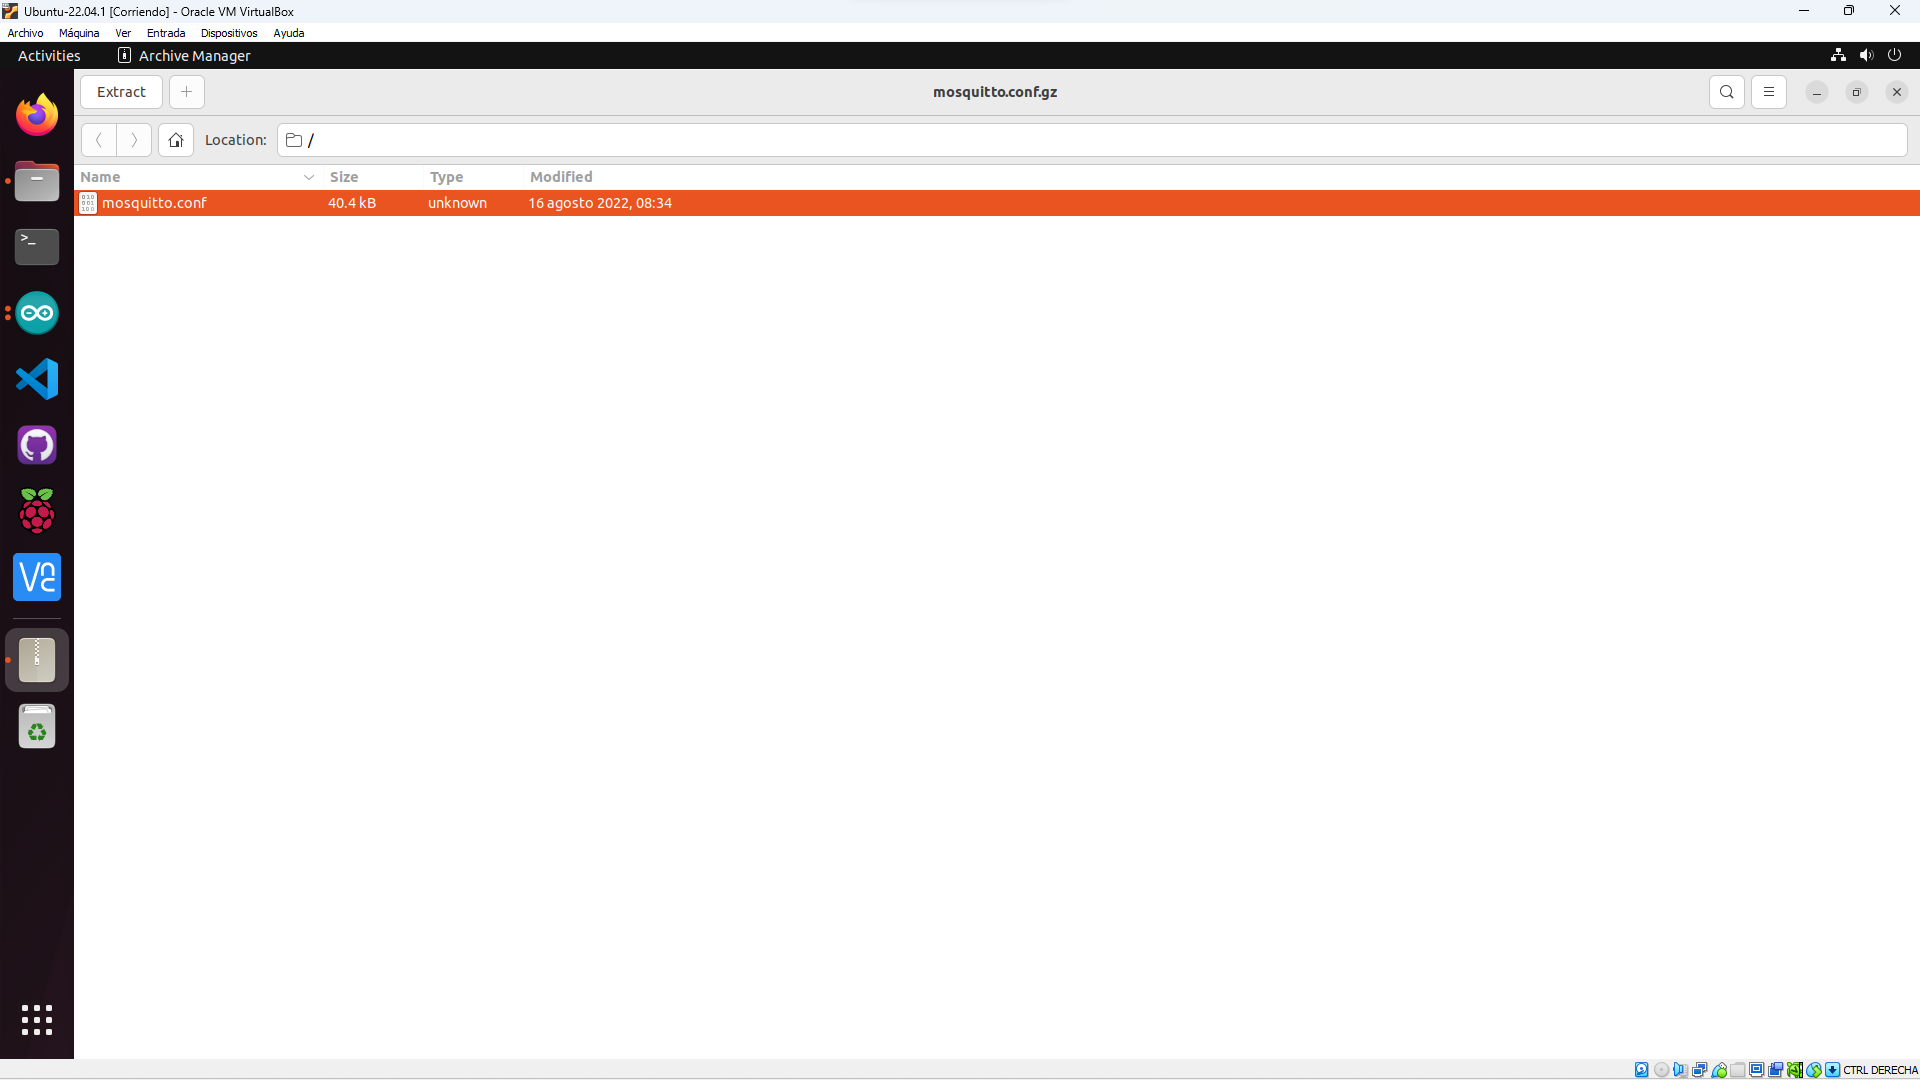 Ubuntu-22.04.1 [Corriendo] - Oracle VM VirtualBox
Archivo Máquina Ver Entrada Dispositivos Ayuda
Activities Archive Manager
Extract + mosquitto.conf.gz
Location: /
Name Size Type Modified
mosquitto.conf 40.4 kB unknown 16 agosto 2022, 08:34
CTRL DERECHA